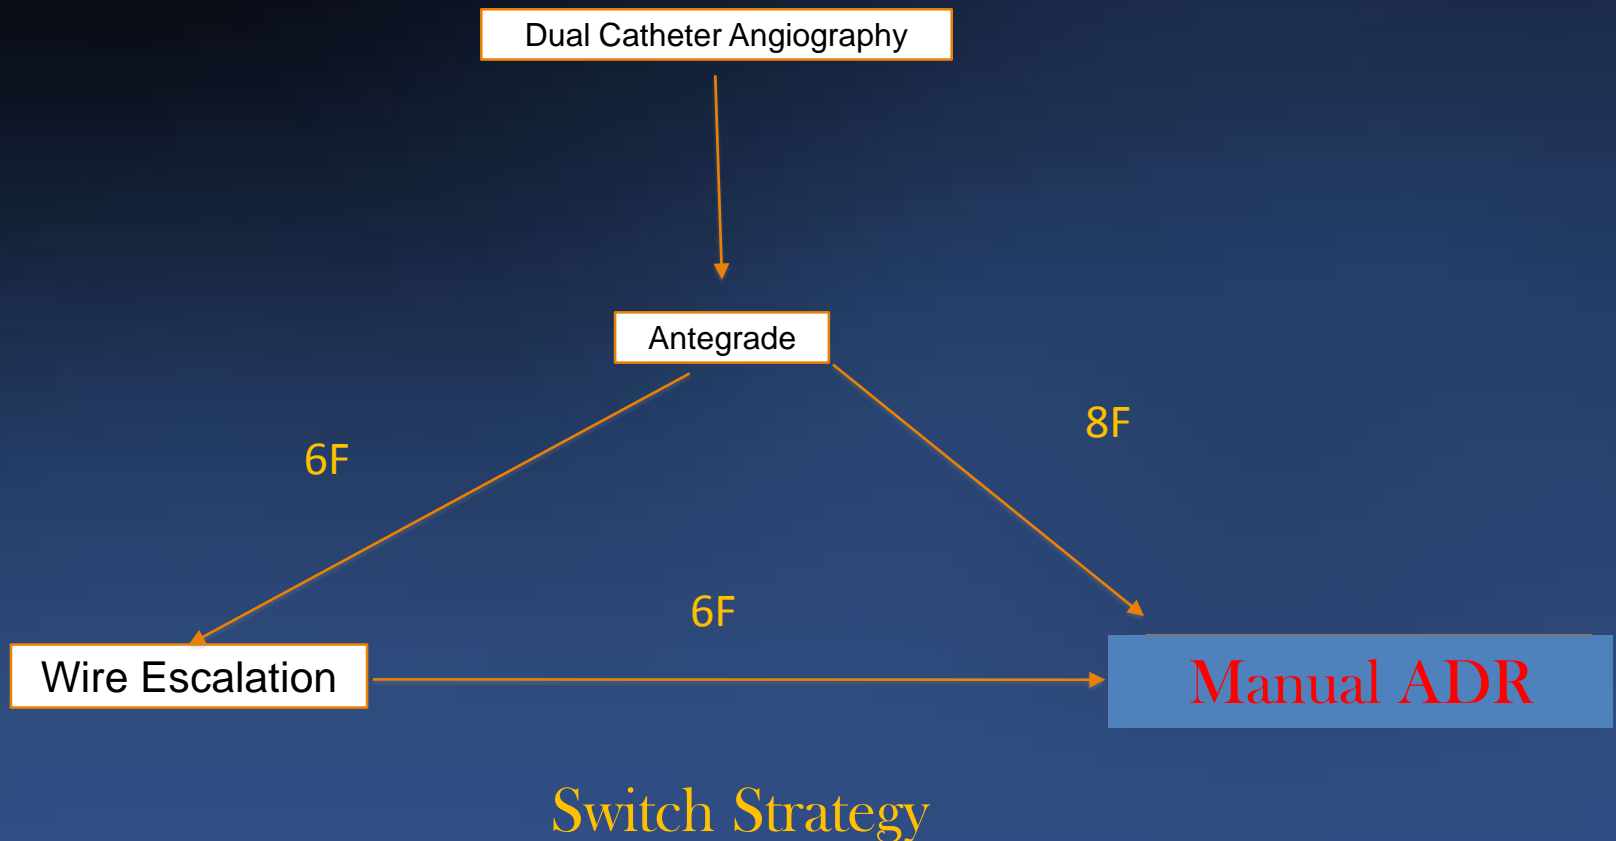 Dual Catheter Angiography
Antegrade
8F
6F
6F
Wire Escalation
Manual ADR
Switch Strategy